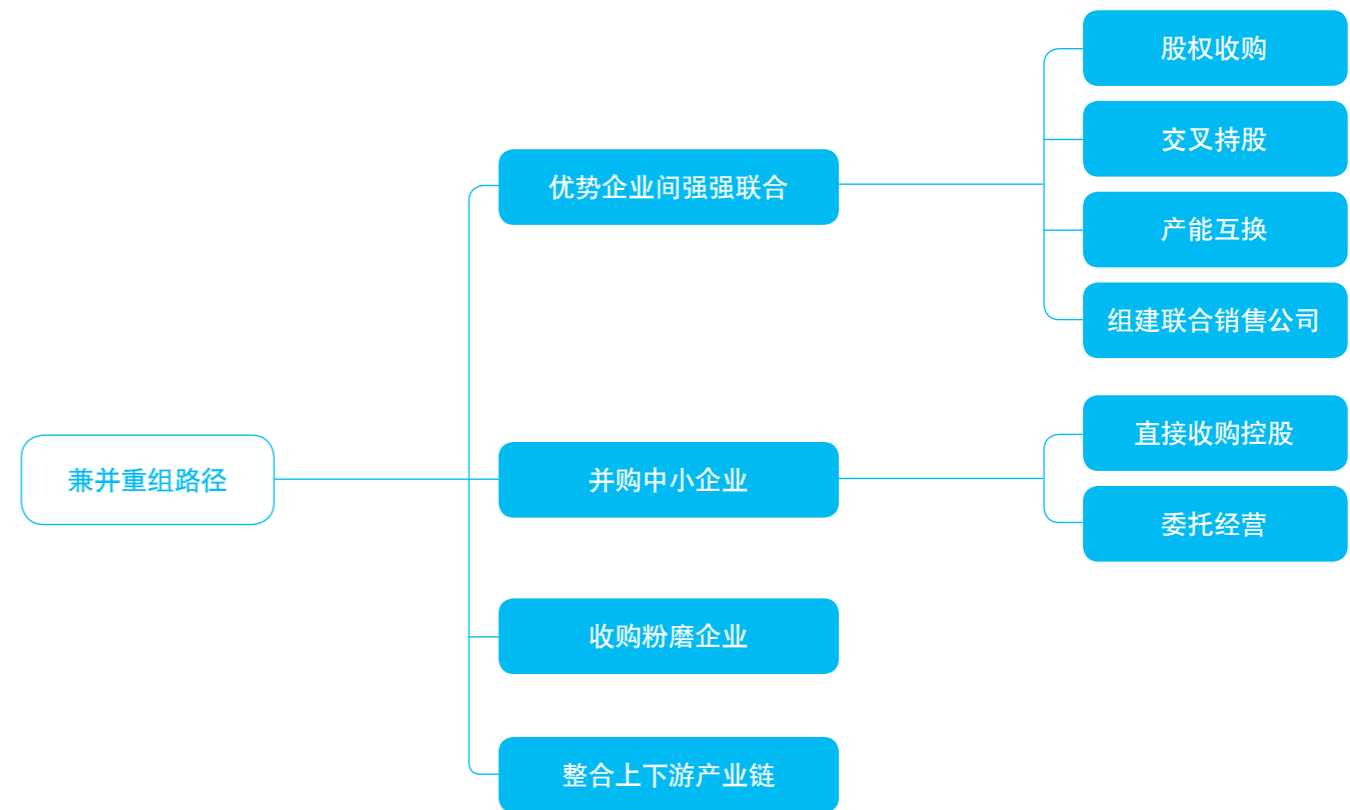 兼并重组路径
优势企业间强强联合
股权收购
交叉持股
产能互换
组建联合销售公司
并购中小企业
直接收购控股
委托经营
收购粉磨企业
整合上下游产业链